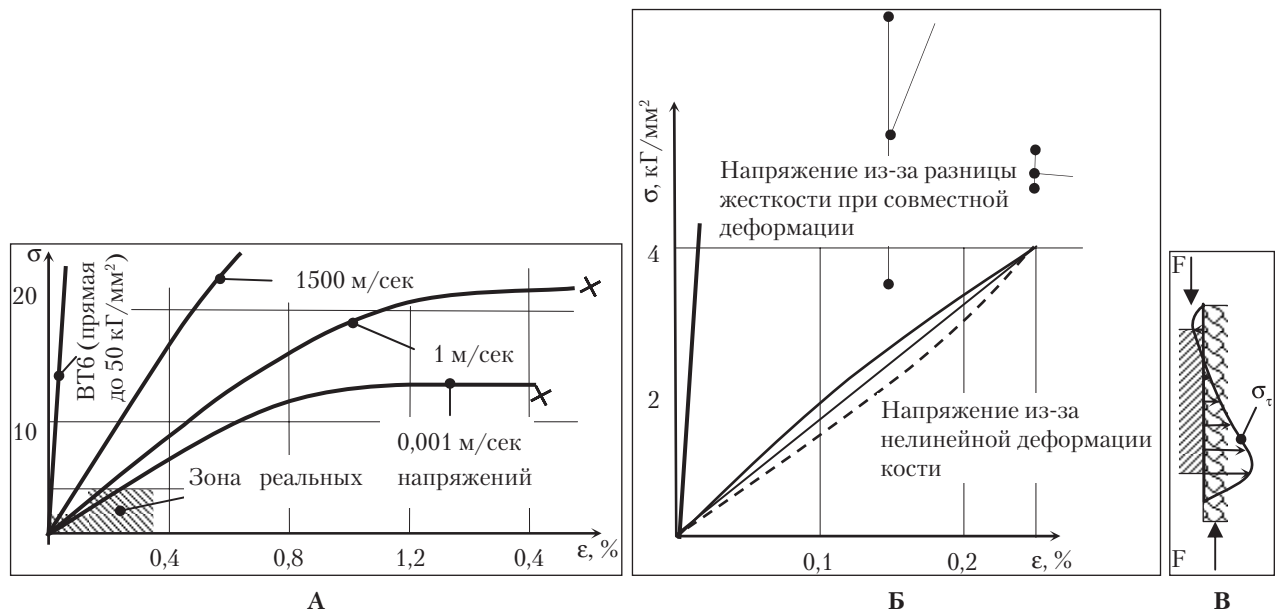 σ
20
10
ВТ6 (прямая
до 50 кГ/мм²)
1500 м/сек
1 м/сек
0,001 м/сек
Зона реальных напряжений
0,4
0,8
1,2
0,4
ε, %
А
σ, кГ/мм²
4
2
Напряжение из-за разницы
жесткости при совместной
деформации
Напряжение из-за
нелинейной деформации
кости
0,1
0,2
ε, %
Б
F
στ
F
В